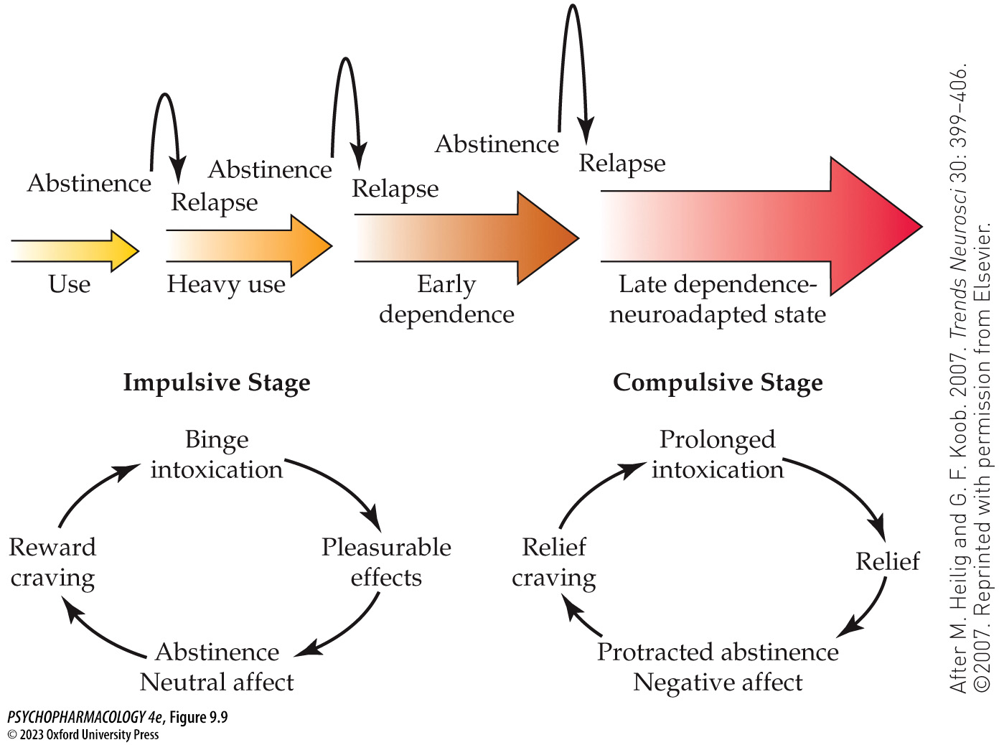 Abstinence
Relapse
Abstinence
Relapse
Abstinence
Relapse
Use
Heavy use
Early
dependence
Late dependence-
neuroadapted state
Impulsive Stage
Binge
intoxication
Pleasurable
effects
Abstinence
Neutral affect
Reward
craving
Compulsive Stage
Prolonged
intoxication
Relief
Protracted abstinence
Negative affect
Relief
craving
After M. Heilig and G. F. Koob. 2007. Trends Neurosci 30: 399–406.
©2007. Reprinted with permission from Elsevier.
PSYCHOPHARMACOLOGY 4e, Figure 9.9
© 2023 Oxford University Press